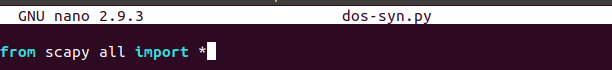 GNU nano 2.9.3 dos-syn.py
from scapy all import *